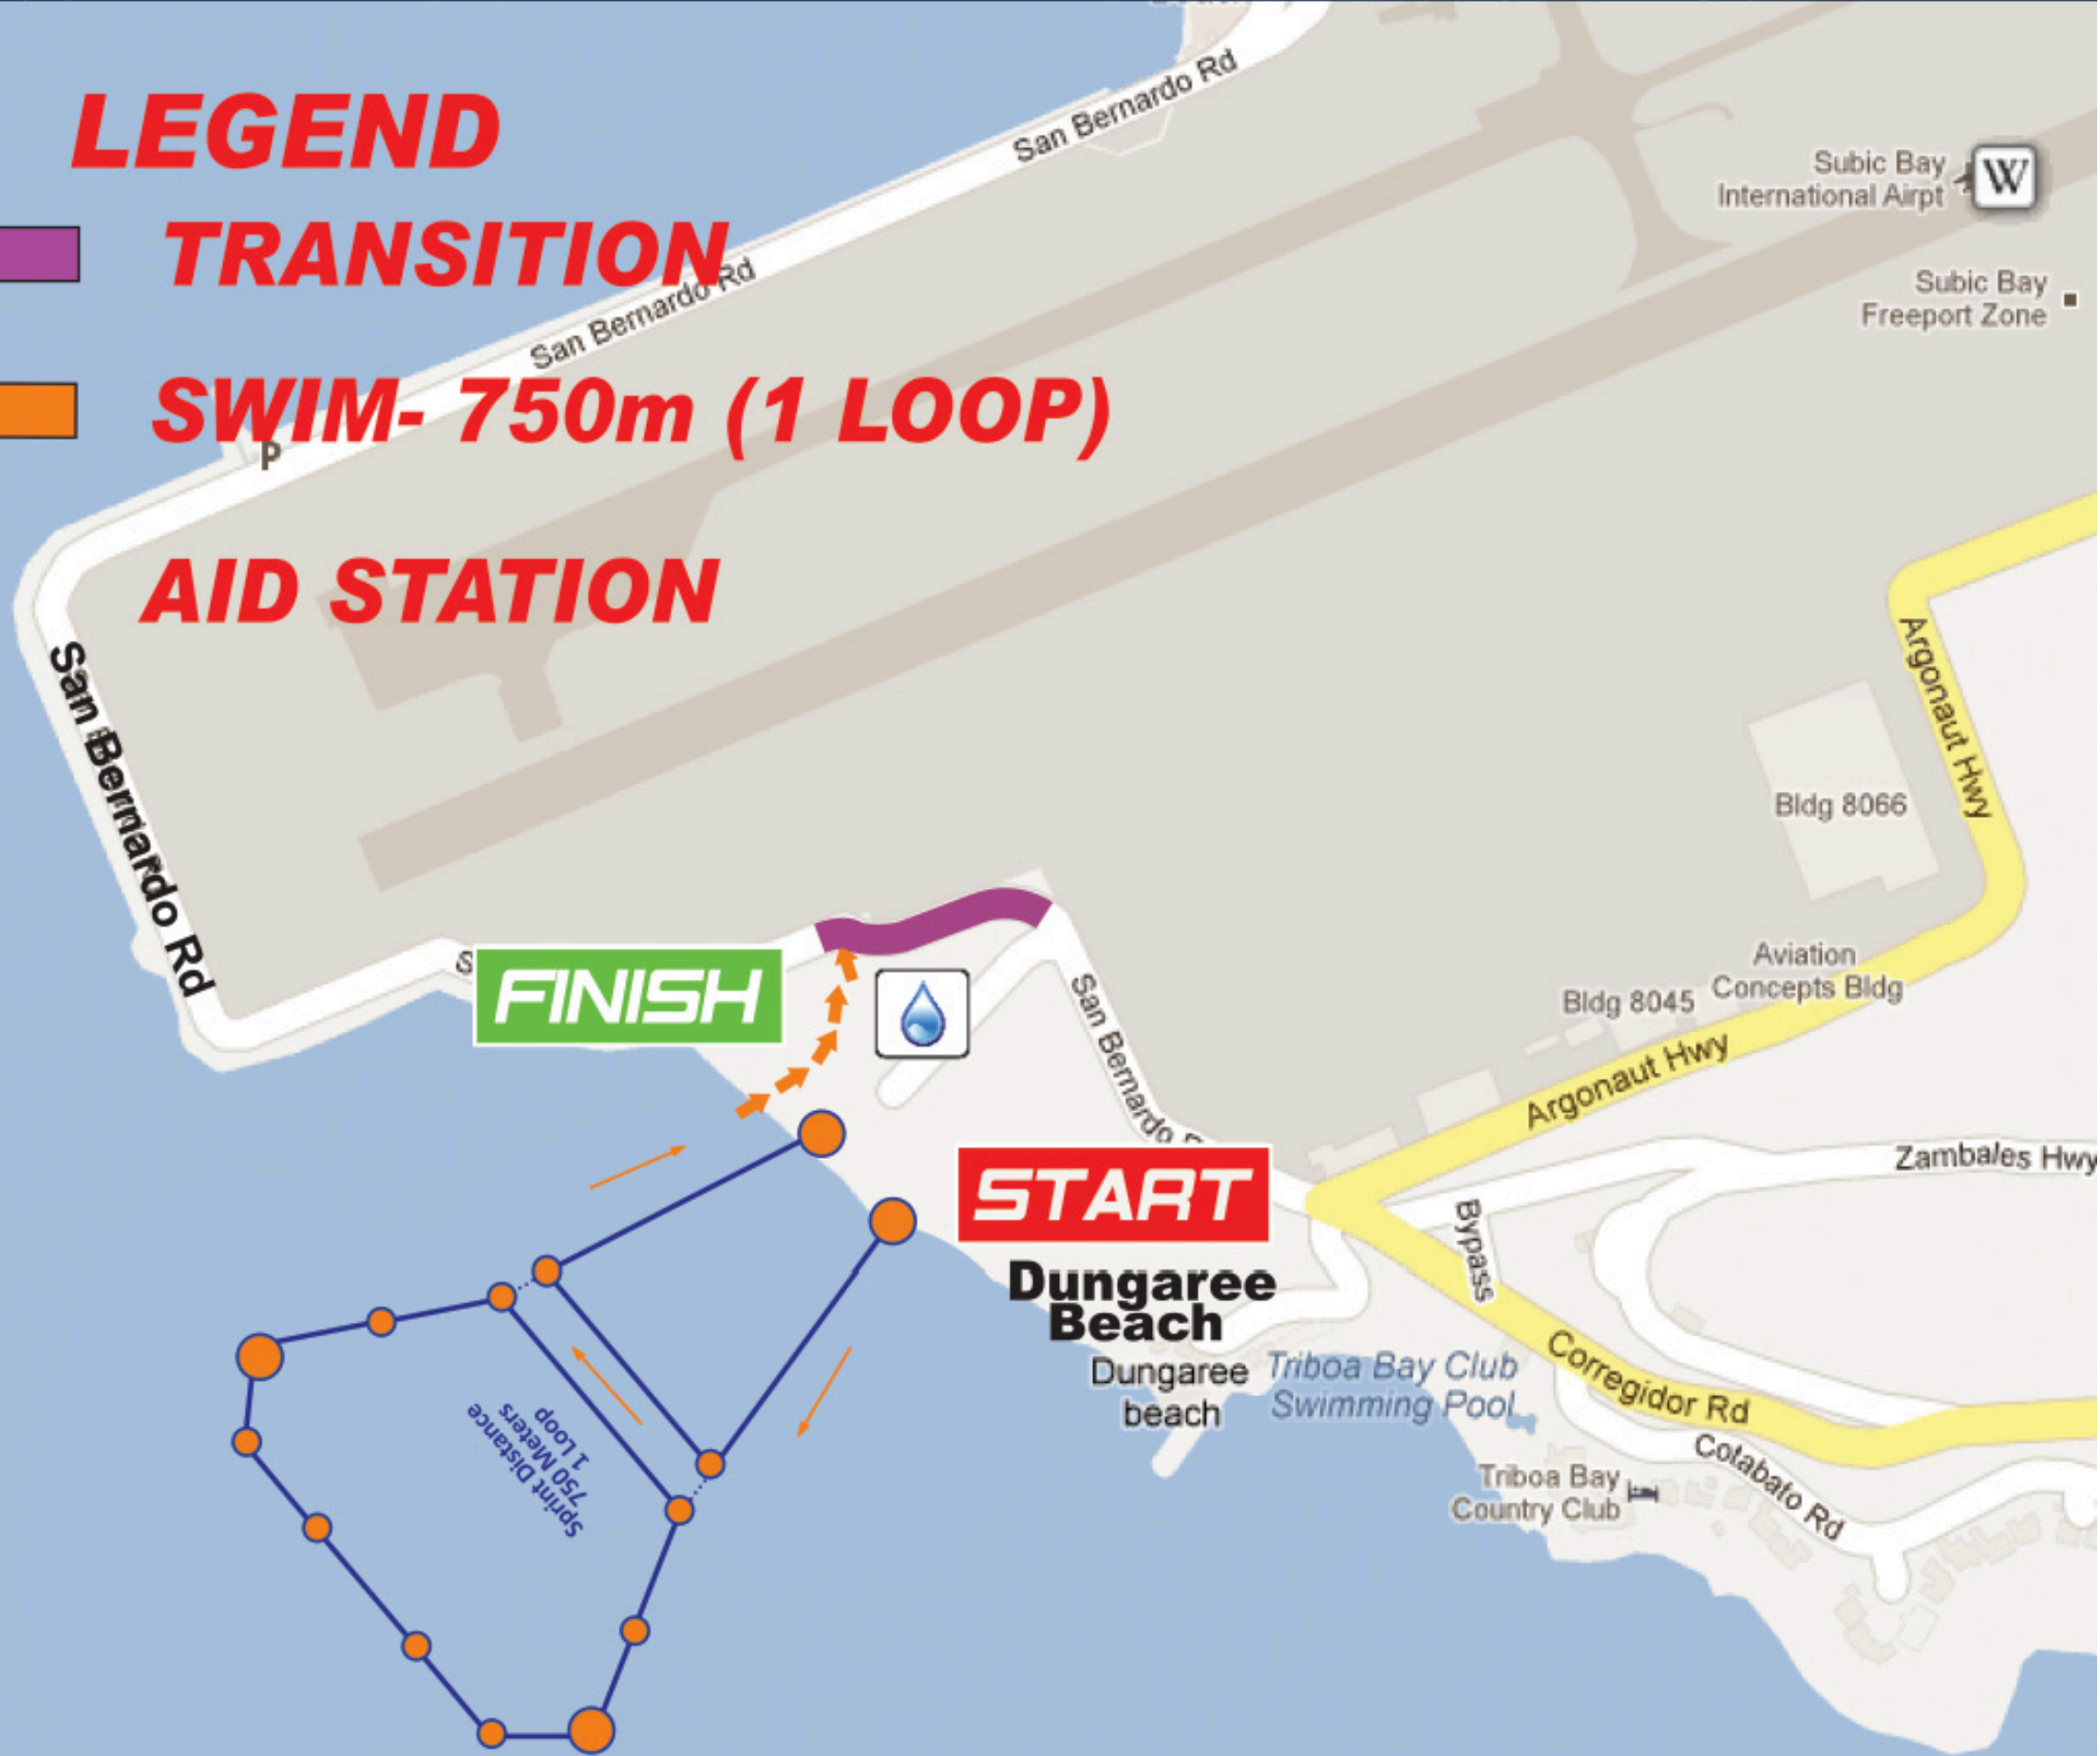 San Bernardo Rd
LEGEND
TRANSITION
San Bernardo Rd
SWIM- 750m (1 LOOP)
P
AID STATION
Subic Bay
International Airpt
W
Subic Bay
Freeport Zone
San Bernardo Rd
Argonaut Hwy
Bldg 8066
Aviation
Concepts Bldg
Bldg 8045
Argonaut Hwy
S
FINISH
San Bernardo
START
Zambales Hwy
Bypass
Dungaree
Beach
Dungaree
beach
Triboa Bay Club
Swimming Pool
Corregidor Rd
Cotabato Rd
Triboa Bay
Country Club
Sprint Distance
750 Meters
1 Loop